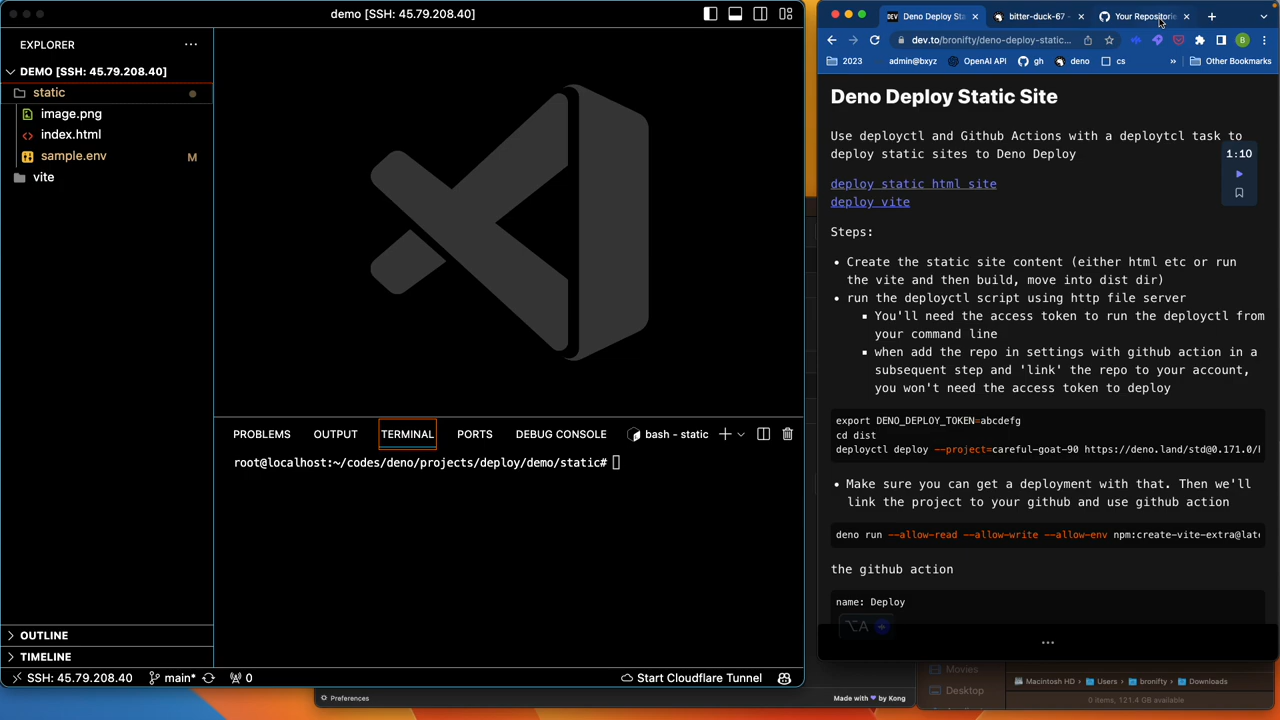 demo [SSH: 45.79.208.40]
EXPLORER
DEMO [SSH: 45.79.208.40]
static
image.png
index.html
sample.env M
vite
OUTLINE
TIMELINE
PROBLEMS OUTPUT TERMINAL PORTS DEBUG CONSOLE bash - static
root@localhost:~/codes/deno/projects/deploy/demo/static#
SSH: 45.79.208.40 main* 0 Start Cloudflare Tunnel
DEV Deno Deploy Sta bitter-duck-67 - Your Repositorie
dev.to/bronifty/deno-deploy-static... B
2023 admin@bxyz OpenAI API gh deno cs » Other Bookmarks
Deno Deploy Static Site
Use deployctl and Github Actions with a deploytcl task to
deploy static sites to Deno Deploy
1:10
deploy static html site
deploy vite
Steps:
• Create the static site content (either html etc or run
the vite and then build, move into dist dir)
• run the deployctl script using http file server
▪ You'll need the access token to run the deployctl from
your command line
▪ when add the repo in settings with github action in a
subsequent step and 'link' the repo to your account,
you won't need the access token to deploy
export DENO_DEPLOY_TOKEN=abcdefg
cd dist
deployctl deploy --project=careful-goat-90 https://deno.land/std@0.171.0/
• Make sure you can get a deployment with that. Then we'll
link the project to your github and use github action
deno run --allow-read --allow-write --allow-env npm:create-vite-extra@late
the github action
name: Deploy
⌥A
Preferences Made with ❤ by Kong
Movies
Desktop
Macintosh HD › Users › bronifty › Downloads
0 items, 121.4 GB available